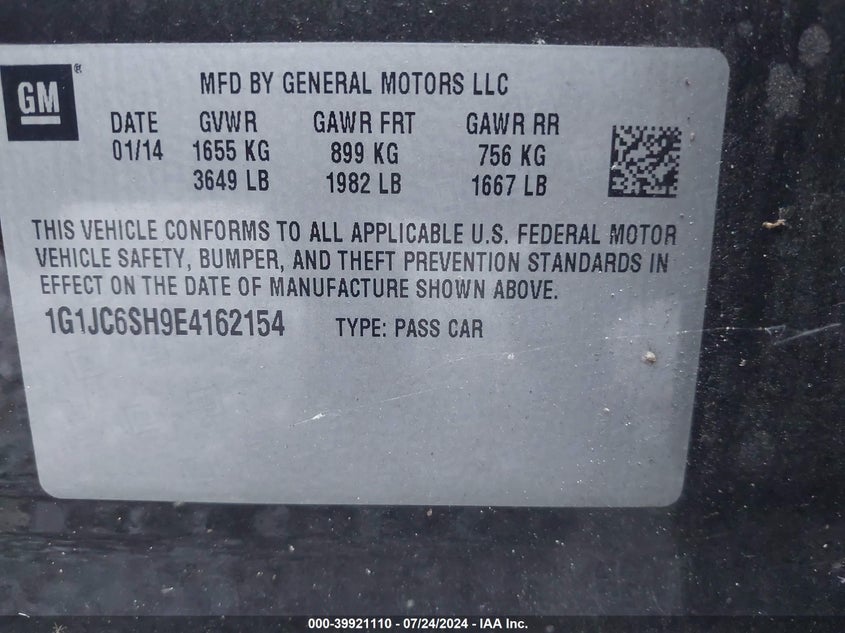 GM®
MFD BY GENERAL MOTORS LLC
DATE GVWR GAWR FRT GAWR RR
01/14 1655 KG 899 KG 756 KG
3649 LB 1982 LB 1667 LB
THIS VEHICLE CONFORMS TO ALL APPLICABLE U.S. FEDERAL MOTOR
VEHICLE SAFETY, BUMPER, AND THEFT PREVENTION STANDARDS IN
EFFECT ON THE DATE OF MANUFACTURE SHOWN ABOVE.
1G1JC6SH9E4162154 TYPE: PASS CAR
000-39921110 - 07/24/2024 - IAA Inc.